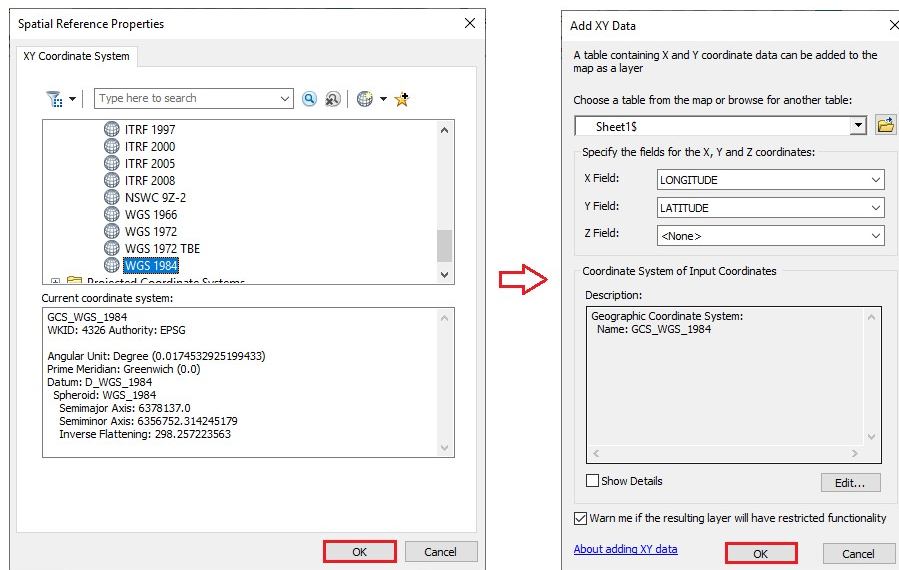 Spatial Reference Properties
XY Coordinate System
Type here to search
ITRF 1997
ITRF 2000
ITRF 2005
ITRF 2008
NSWC 9Z-2
WGS 1966
WGS 1972
WGS 1972 TBE
WGS 1984
Projected Coordinate Systems
Current coordinate system:
GCS_WGS_1984
WKID: 4326 Authority: EPSG
Angular Unit: Degree (0.0174532925199433)
Prime Meridian: Greenwich (0.0)
Datum: D_WGS_1984
Spheroid: WGS_1984
Semimajor Axis: 6378137.0
Semiminor Axis: 6356752.314245179
Inverse Flattening: 298.257223563
OK
Cancel
Add XY Data
A table containing X and Y coordinate data can be added to the
map as a layer
Choose a table from the map or browse for another table:
Sheet1$
Specify the fields for the X, Y and Z coordinates:
X Field:
LONGITUDE
Y Field:
LATITUDE
Z Field:
<None>
Coordinate System of Input Coordinates
Description:
Geographic Coordinate System:
Name: GCS_WGS_1984
Show Details
Edit...
Warn me if the resulting layer will have restricted functionality
About adding XY data
OK
Cancel